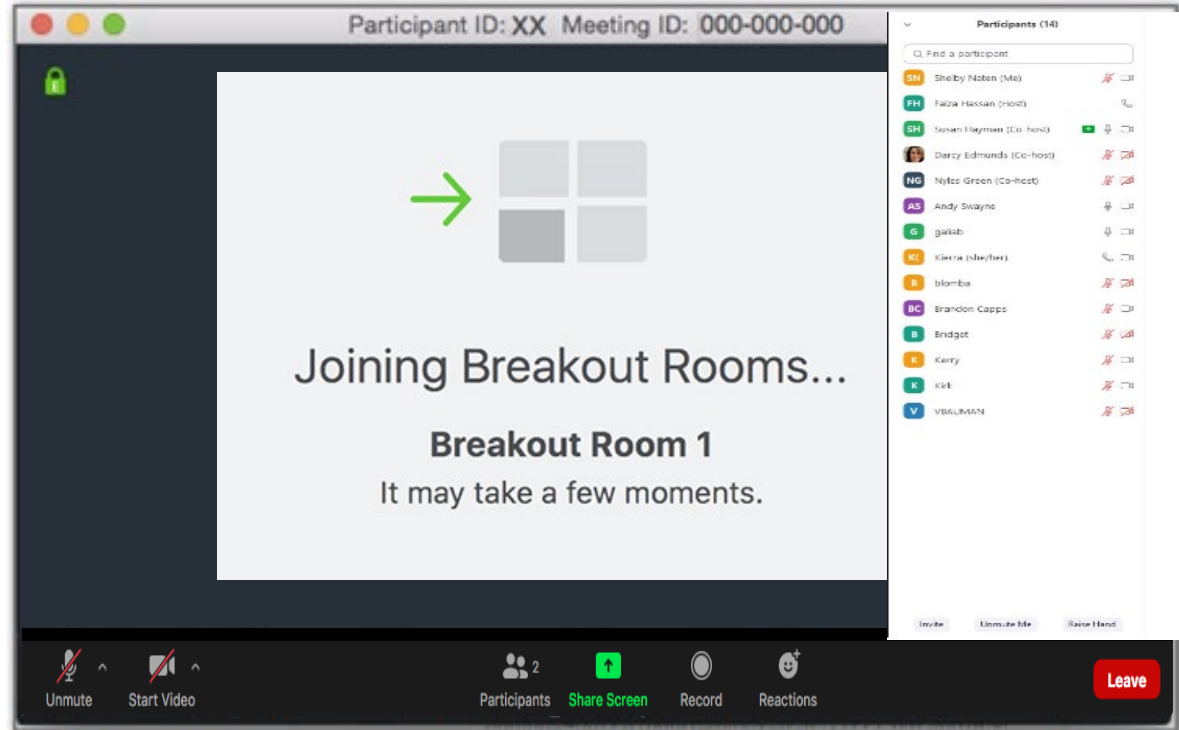 Participant ID: XX Meeting ID: 000-000-000
E
Joining Breakout Rooms...
Breakout Room 1
It may take a few moments.
Participants (14)
Find a participant
SN Shelby Naten (Me)
FH Faiza Hassan (Host)
SH Susan Hayman (Co-host)
Darcy Edmunds (Co-host)
NG Nyles Green (Co-host)
AS Andy Swayne
G galiab
K( Kierra (she/her)
B blomba
BC Brandon Capps
B Bridget
K Kerry
K Kirk
V VBAUMAN
Invite Unmute Me Raise Hand
Unmute Start Video 2 Participants Share Screen Record Reactions Leave